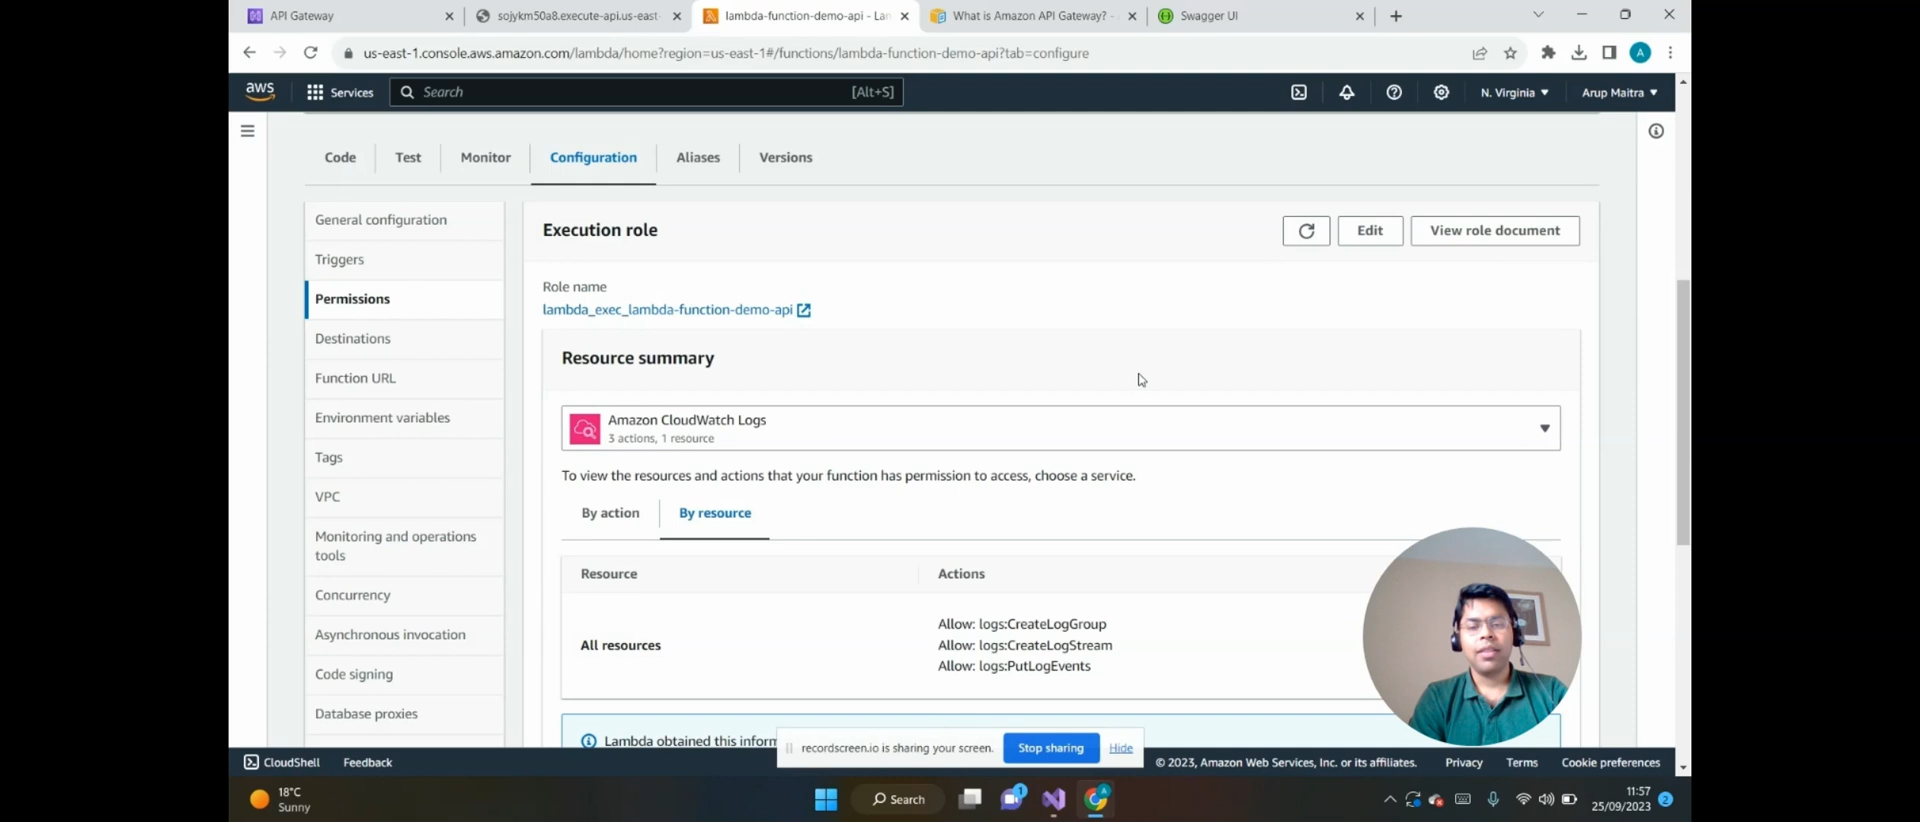 API Gateway
sojykm50a8.execute-api.us-east-
lambda-function-demo-api - Lan
What is Amazon API Gateway? -
Swagger UI
us-east-1.console.aws.amazon.com/lambda/home?region=us-east-1#/functions/lambda-function-demo-api?tab=configure
A
aws
Services
Search
[Alt+S]
N. Virginia
Arup Maitra
Code
Test
Monitor
Configuration
Aliases
Versions
General configuration
Triggers
Permissions
Destinations
Function URL
Environment variables
Tags
VPC
Monitoring and operations
tools
Concurrency
Asynchronous invocation
Code signing
Database proxies
Execution role
Edit
View role document
Role name
lambda_exec_lambda-function-demo-api
Resource summary
Amazon CloudWatch Logs
3 actions, 1 resource
To view the resources and actions that your function has permission to access, choose a service.
By action
By resource
Resource
Actions
All resources
Allow: logs:CreateLogGroup
Allow: logs:CreateLogStream
Allow: logs:PutLogEvents
Lambda obtained this inform
recordscreen.io is sharing your screen.
Stop sharing
Hide
CloudShell
Feedback
© 2023, Amazon Web Services, Inc. or its affiliates.
Privacy
Terms
Cookie preferences
18°C
Sunny
Search
1
11:57
25/09/2023
2